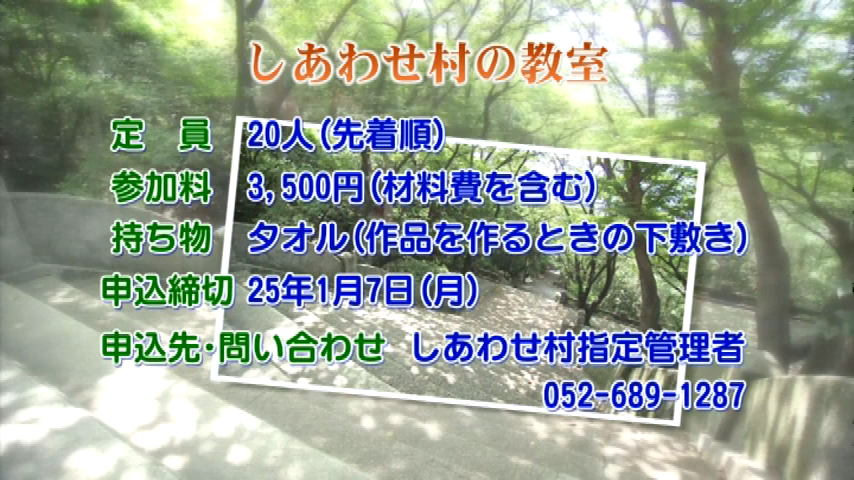 しあわせ村の教室
定　員　20人(先着順)
参加料　3,500円(材料費を含む)
持ち物　タオル(作品を作るときの下敷き)
申込締切 25年1月7日(月)
申込先・問い合わせ　しあわせ村指定管理者
052-689-1287